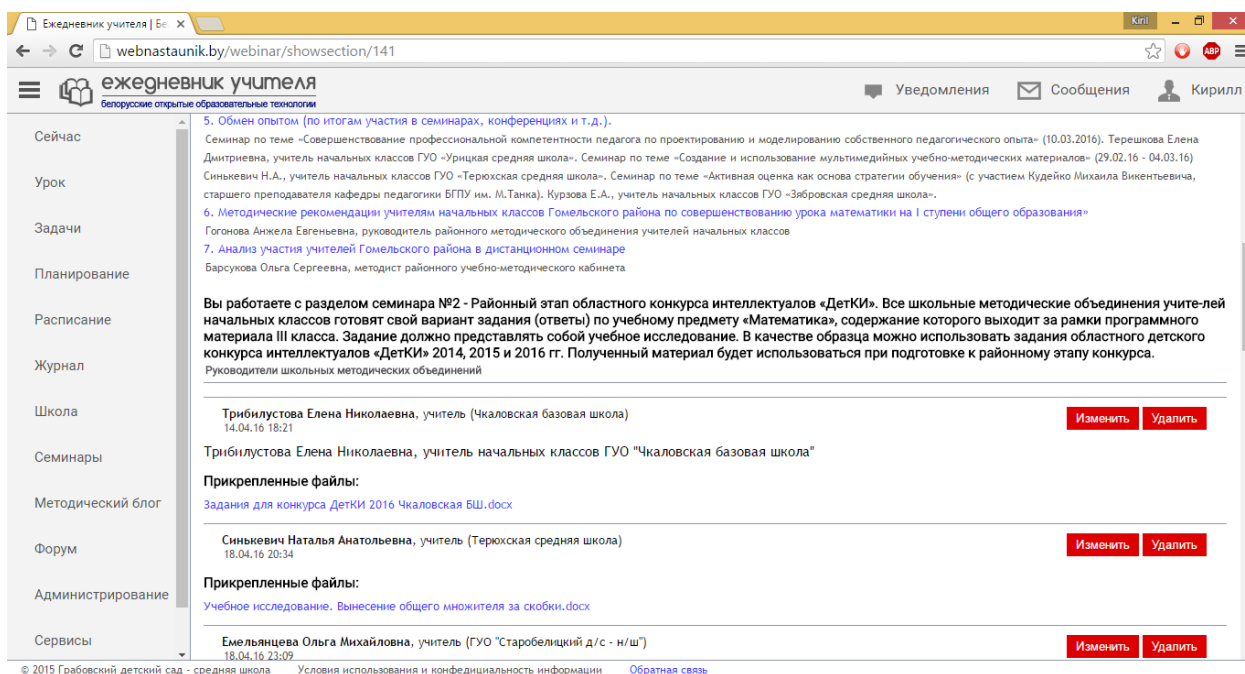 Ежедневник учителя | Бе
Kiril
webnastaunik.by/webinar/showsection/141
ABP
ежедневник учителя
белорусские открытые образовательные технологии
Уведомления
Сообщения
Кирилл
Сейчас
Урок
Задачи
Планирование
Расписание
Журнал
Школа
Семинары
Методический блог
Форум
Администрирование
Сервисы
5. Обмен опытом (по итогам участия в семинарах, конференциях и т.д.).
Семинар по теме «Совершенствование профессиональной компетентности педагога по проектированию и моделированию собственного педагогического опыта» (10.03.2016). Терешкова Елена
Дмитриевна, учитель начальных классов ГУО «Урицкая средняя школа». Семинар по теме «Создание и использование мультимедийных учебно-методических материалов» (29.02.16 - 04.03.16)
Синькевич Н.А., учитель начальных классов ГУО «Терюхская средняя школа». Семинар по теме «Активная оценка как основа стратегии обучения» (с участием Кудейко Михаила Викентьевича,
старшего преподавателя кафедры педагогики БГПУ им. М.Танка). Курзова Е.А., учитель начальных классов ГУО «Зябровская средняя школа».
6. Методические рекомендации учителям начальных классов Гомельского района по совершенствованию урока математики на I ступени общего образования»
Гогонова Анжела Евгеньевна, руководитель районного методического объединения учителей начальных классов
7. Анализ участия учителей Гомельского района в дистанционном семинаре
Барсукова Ольга Сергеевна, методист районного учебно-методического кабинета
Вы работаете с разделом семинара №2 - Районный этап областного конкурса интеллектуалов «ДетКИ». Все школьные методические объединения учите-лей
начальных классов готовят свой вариант задания (ответы) по учебному предмету «Математика», содержание которого выходит за рамки программного
материала III класса. Задание должно представлять собой учебное исследование. В качестве образца можно использовать задания областного детского
конкурса интеллектуалов «ДетКИ» 2014, 2015 и 2016 гг. Полученный материал будет использоваться при подготовке к районному этапу конкурса.
Руководители школьных методических объединений
Трибилустова Елена Николаевна, учитель (Чкаловская базовая школа)
14.04.16 18:21
Изменить Удалить
Трибилустова Елена Николаевна, учитель начальных классов ГУО "Чкаловская базовая школа"
Прикрепленные файлы:
Задания для конкурса ДетКИ 2016 Чкаловская БШ.docx
Синькевич Наталья Анатольевна, учитель (Терюхская средняя школа)
18.04.16 20:34
Изменить Удалить
Прикрепленные файлы:
Учебное исследование. Вынесение общего множителя за скобки.docx
Емельянцева Ольга Михайловна, учитель (ГУО "Старобелицкий д/с - н/ш")
18.04.16 23:09
Изменить Удалить
© 2015 Грабовский детский сад - средняя школа Условия использования и конфедициальность информации Обратная связь